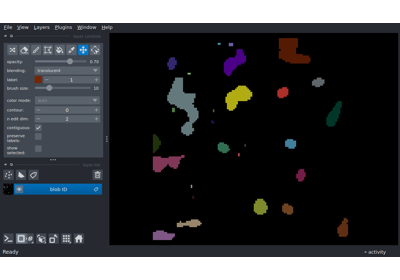 File View Layers Plugins Window Help
opacity: 0.70
blending: translucent
label: 1
brush size: 10
color mode:
contour: 0
n edit dim: 2
contiguous:
preserve
labels:
show
selected:
blob ID
Ready
activity